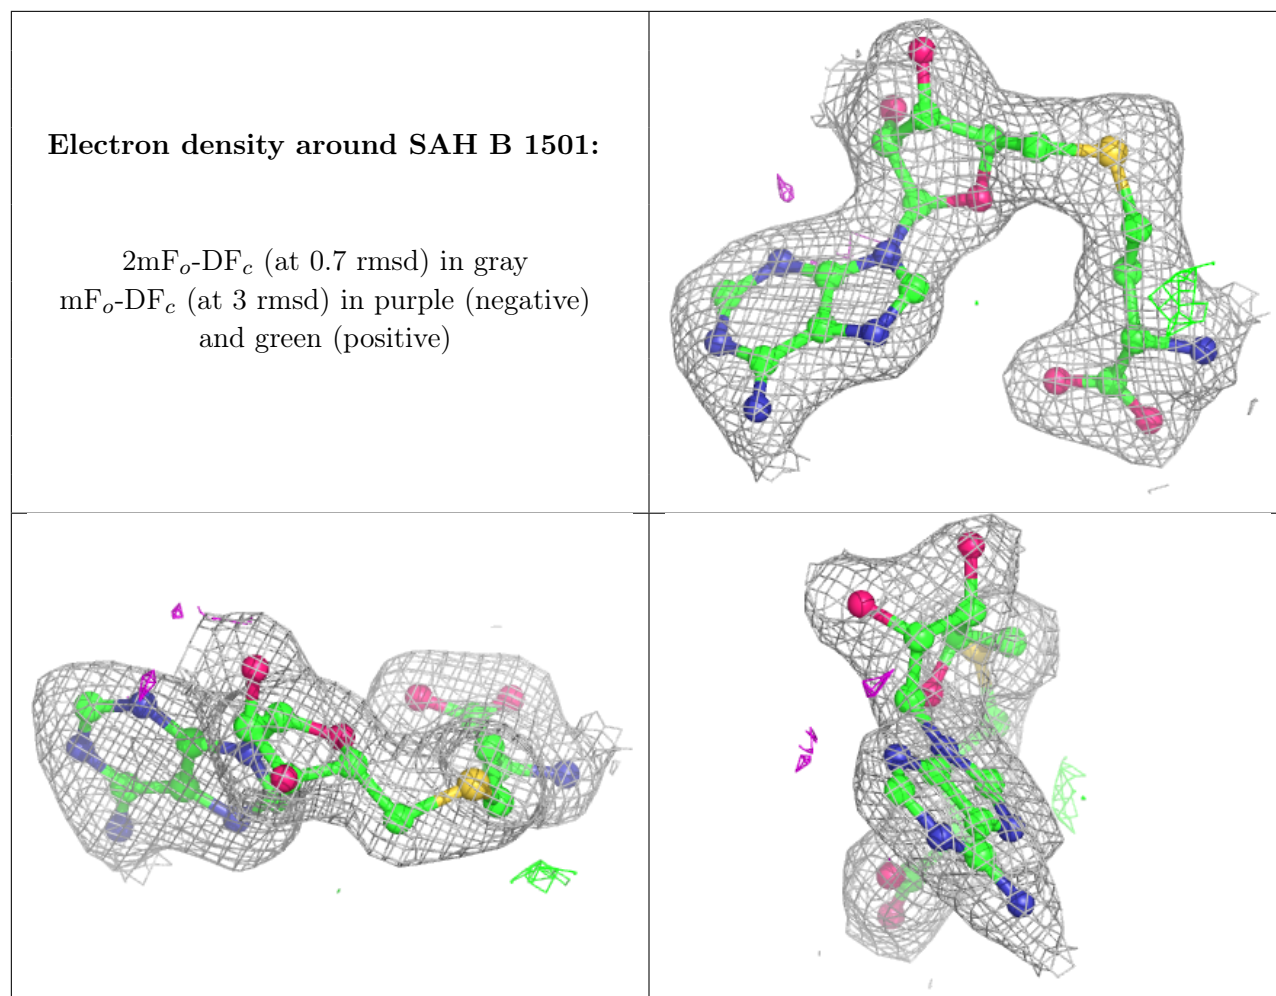 Electron density around SAH B 1501:
2mFo-DFc (at 0.7 rmsd) in gray
mFo-DFc (at 3 rmsd) in purple (negative)
and green (positive)